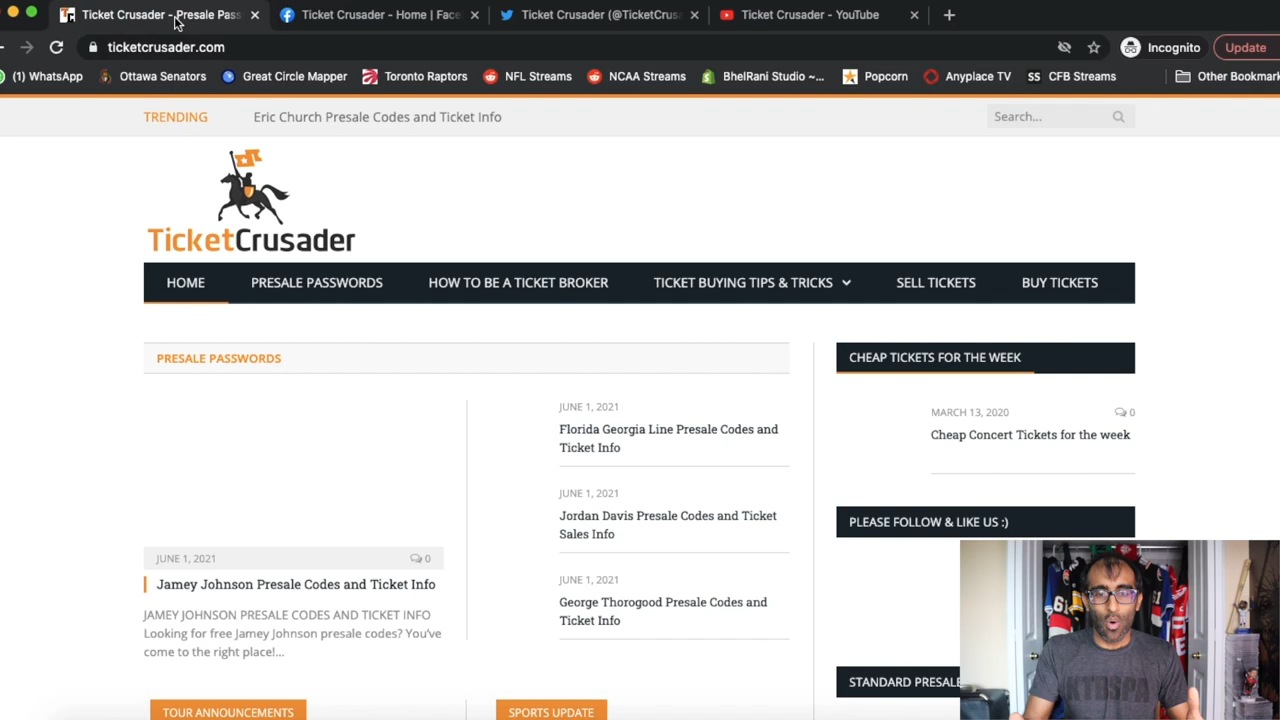 Ticket Crusader - Presale Pass
Ticket Crusader - Home | Face
Ticket Crusader (@TicketCrus
Ticket Crusader - YouTube
ticketcrusader.com
Incognito
Update
(1) WhatsApp
Ottawa Senators
Great Circle Mapper
Toronto Raptors
NFL Streams
NCAA Streams
BhelRani Studio ~...
Popcorn
Anyplace TV
SS CFB Streams
Other Bookmark
TRENDING
Eric Church Presale Codes and Ticket Info
Search...
TicketCrusader
HOME
PRESALE PASSWORDS
HOW TO BE A TICKET BROKER
TICKET BUYING TIPS & TRICKS
SELL TICKETS
BUY TICKETS
PRESALE PASSWORDS
JUNE 1, 2021
0
Jamey Johnson Presale Codes and Ticket Info
JAMEY JOHNSON PRESALE CODES AND TICKET INFO
Looking for free Jamey Johnson presale codes? You've
come to the right place!...
JUNE 1, 2021
Florida Georgia Line Presale Codes and
Ticket Info
JUNE 1, 2021
Jordan Davis Presale Codes and Ticket
Sales Info
JUNE 1, 2021
George Thorogood Presale Codes and
Ticket Info
CHEAP TICKETS FOR THE WEEK
MARCH 13, 2020
0
Cheap Concert Tickets for the week
PLEASE FOLLOW & LIKE US :)
STANDARD PRESALE
TOUR ANNOUNCEMENTS
SPORTS UPDATE